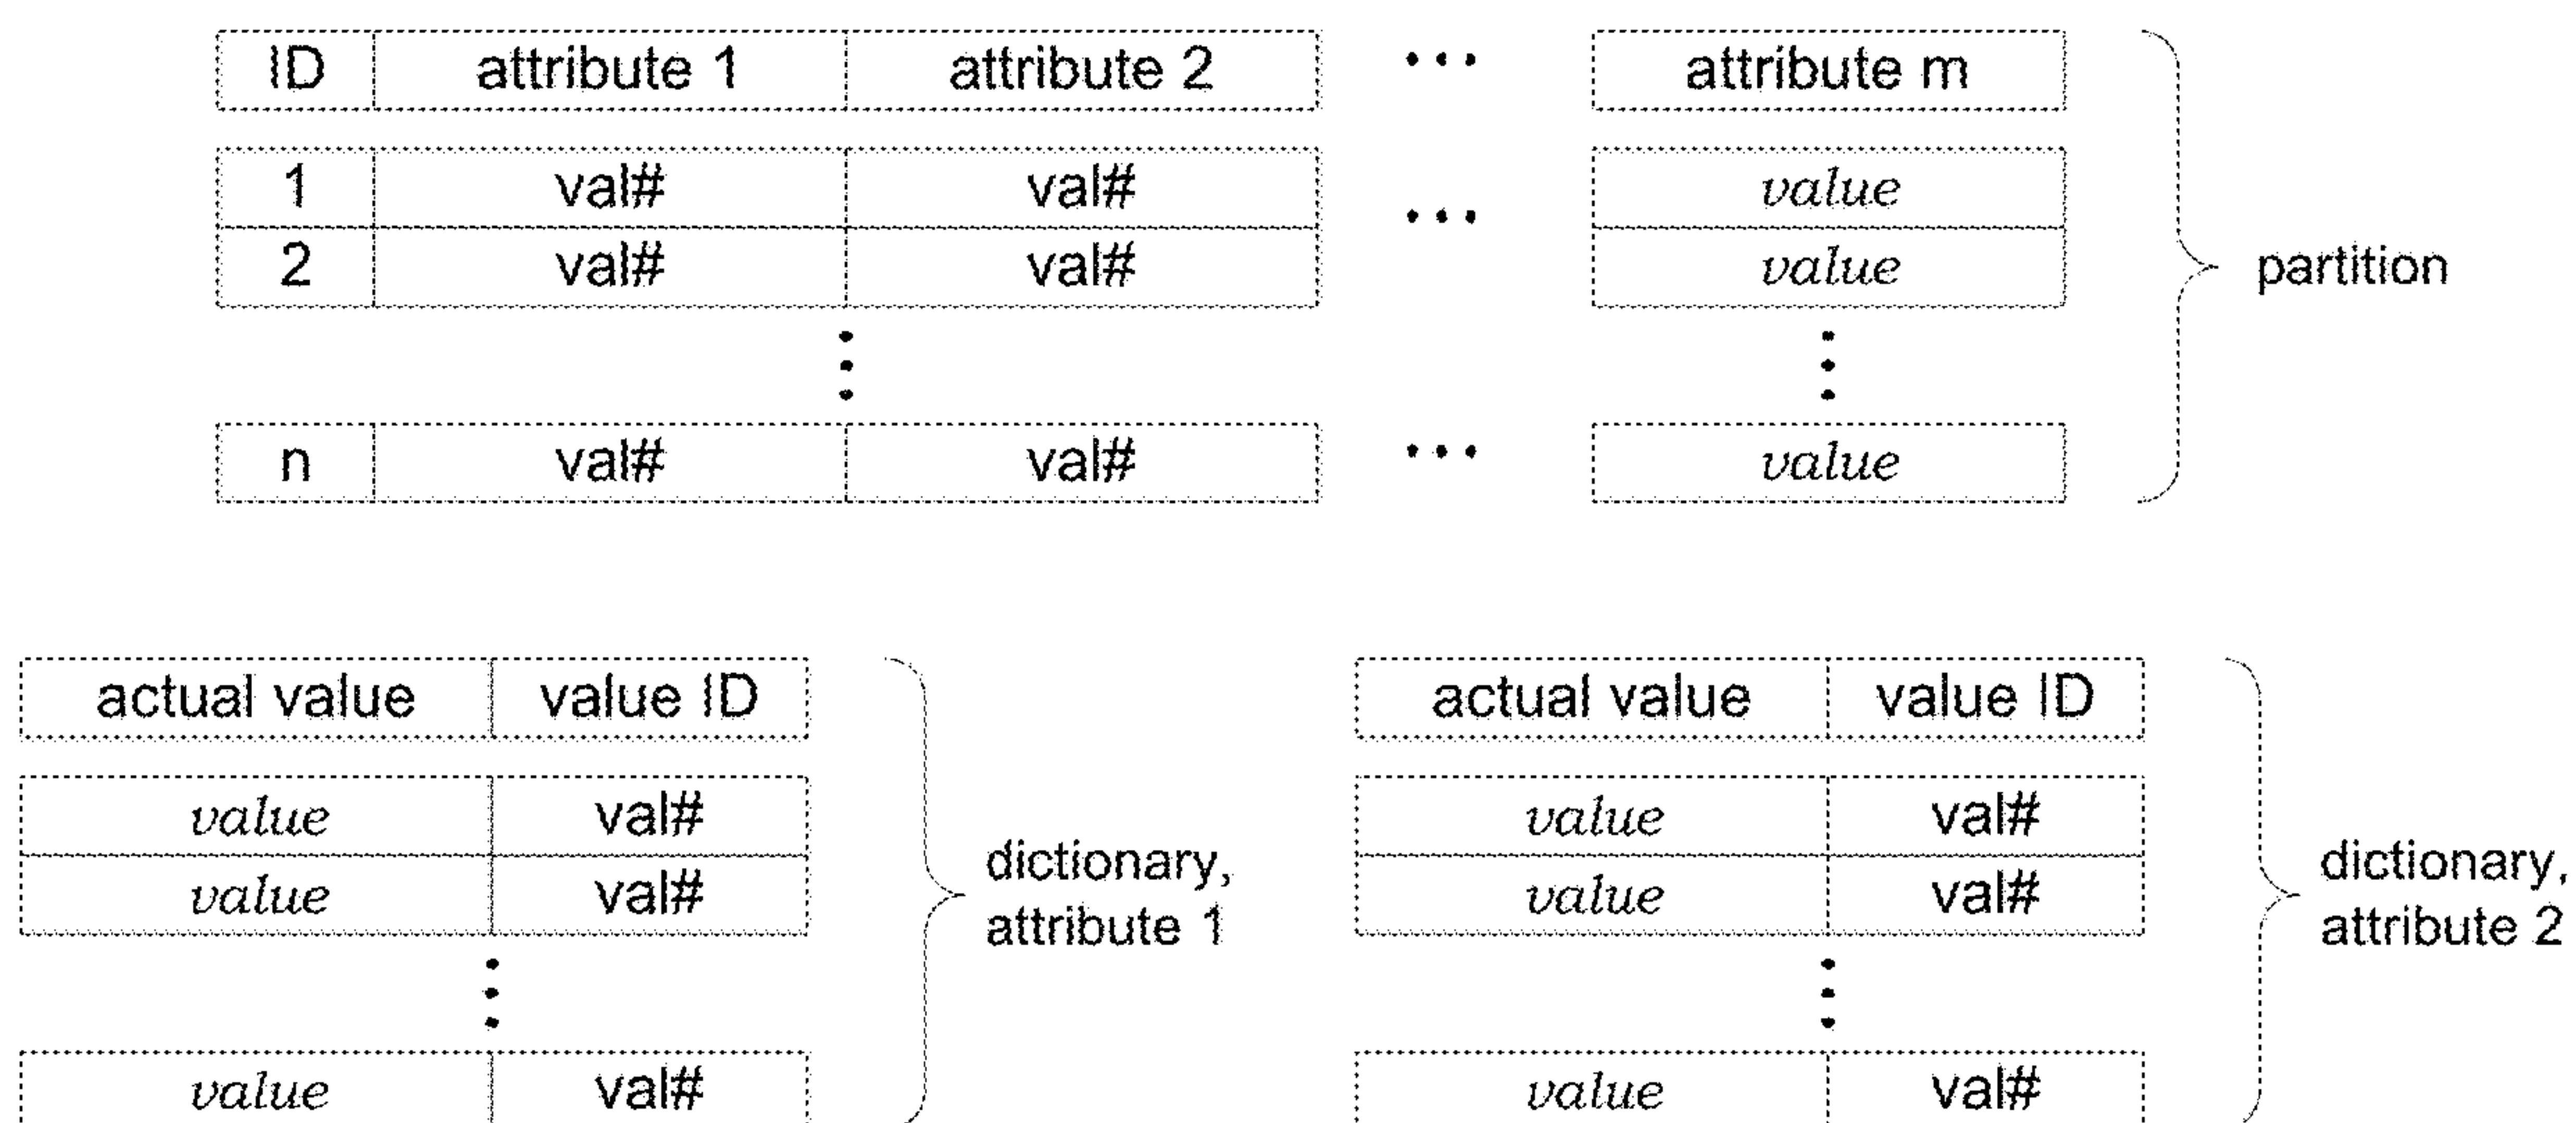 ID attribute 1 attribute 2 ... attribute m
1 val# val# ... value
2 val# val# value
partition
n val# val# ... value
actual value value ID
value val#
value val#
value val#
dictionary,
attribute 1
actual value value ID
value val#
value val#
value val#
dictionary,
attribute 2